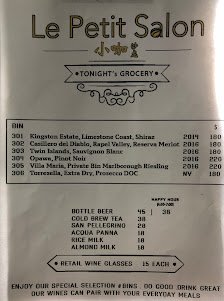 Le Petit Salon
小咖
TONIGHT'S GROCERY
BIN $
301 Kingston Estate, Limestone Coast, Shiraz 2014 180
302 Casillero del Diablo, Rapel Valley, Reserva Merlot 2016 180
303 Twin Islands, Sauvignon Blanc 2016 200
304 Opawa, Pinot Noir 2016 220
305 Villa Maria, Private Bin Marlborough Riesling 2016 220
306 Torresella, Extra Dry, Prosecco DOC NV 180
HAPPY HOUR
BOTTLE BEER 45 | 38
COLD BREW TEA 38
SAN PELLEGRINO 28
ACQUA PANNA 18
RICE MILK 18
ALMOND MILK 18
RETAIL WINE GLASSES 15 EACH
ENJOY OUR SPECIAL SELECTION #BINS . DO GOOD DRINK GREAT
OUR WINES CAN PAIR WITH YOUR EVERYDAY MEALS